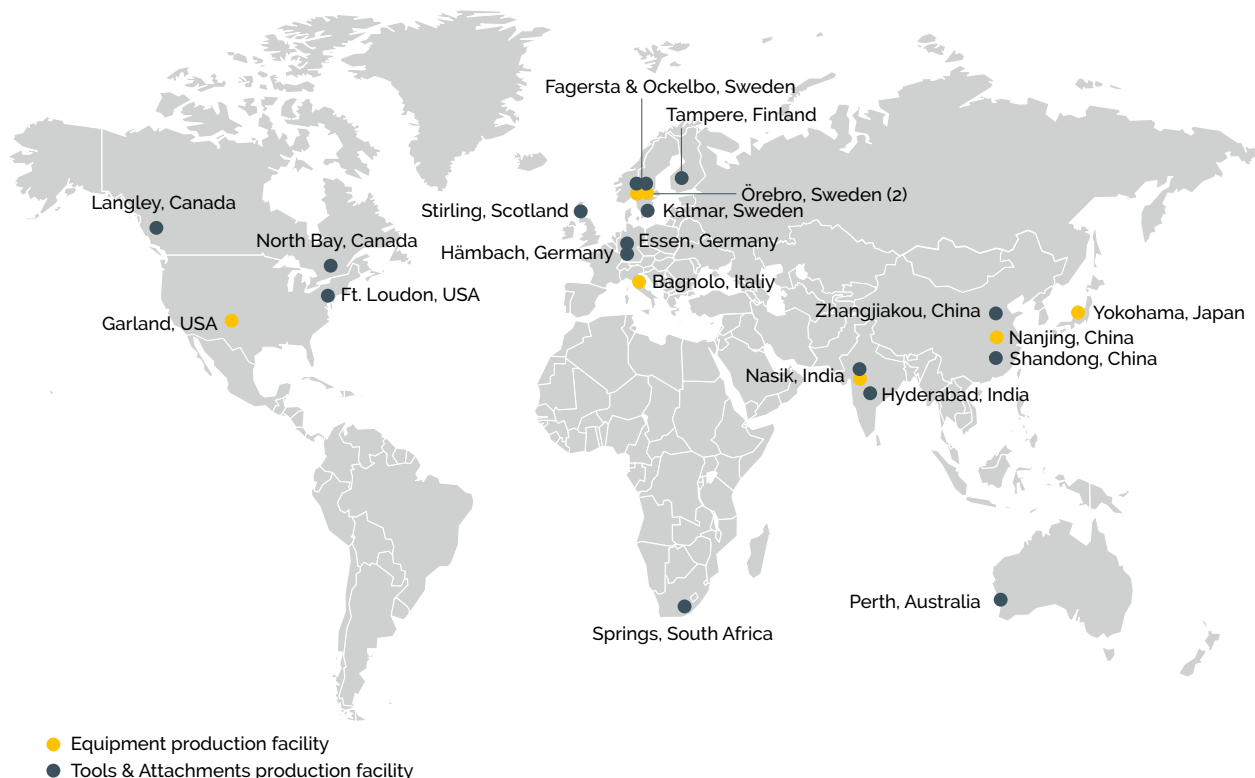 Fagersta & Ockelbo, Sweden
Tampere, Finland
Langley, Canada
Örebro, Sweden (2)
Stirling, Scotland
Kalmar, Sweden
North Bay, Canada
Essen, Germany
Hämbach, Germany
Bagnolo, Italiy
Ft. Loudon, USA
Zhangjiakou, China
Yokohama, Japan
Garland, USA
Nanjing, China
Shandong, China
Nasik, India
Hyderabad, India
Perth, Australia
Springs, South Africa
Equipment production facility
Tools & Attachments production facility